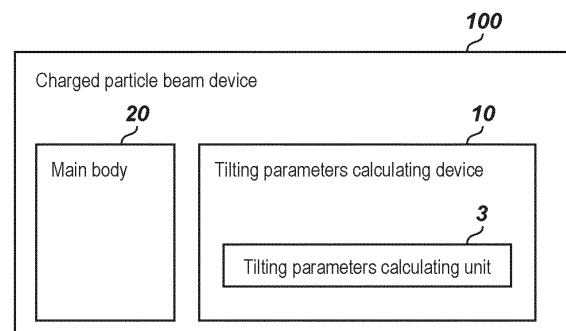 100
Charged particle beam device
20
10
Main body
Tilting parameters calculating device
3
Tilting parameters calculating unit